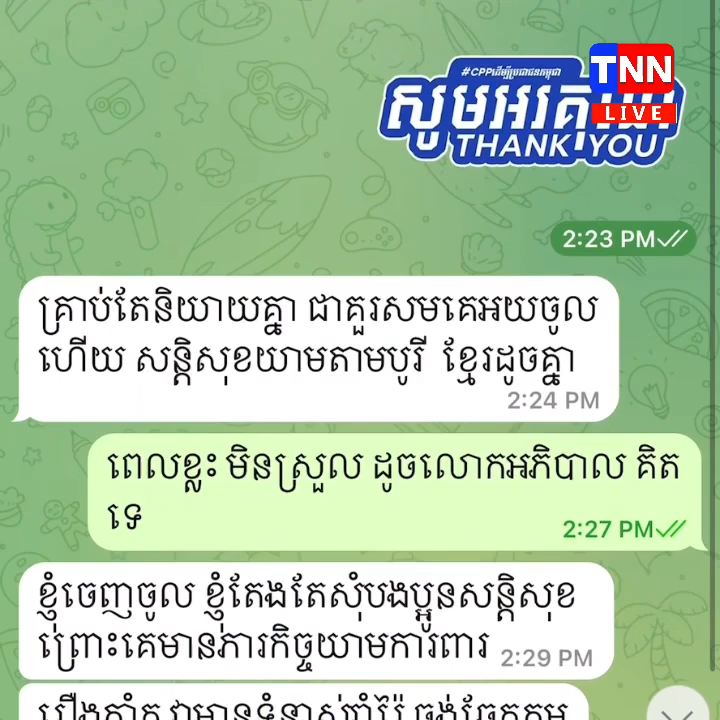 #CPPដើម្បីប្រជាជនកម្ពុជា
TNN
LIVE
THANK YOU
2:23 PM
គ្រាប់តែនិយាយគ្នា ជាគួរសមគេអយចូល
ហើយ សន្តិសុខយាមតាមបូរី ខ្មែរដូចគ្នា
2:24 PM
ពេលខ្លះ មិនស្រួល ដូចលោកអភិបាល គិត
ទេ
2:27 PM
ខ្ញុំចេញចូល ខ្ញុំតែងតែសុំបងប្អូនសន្តិសុខ
ព្រោះគេមានភារកិច្ចយាមការពារ
2:29 PM